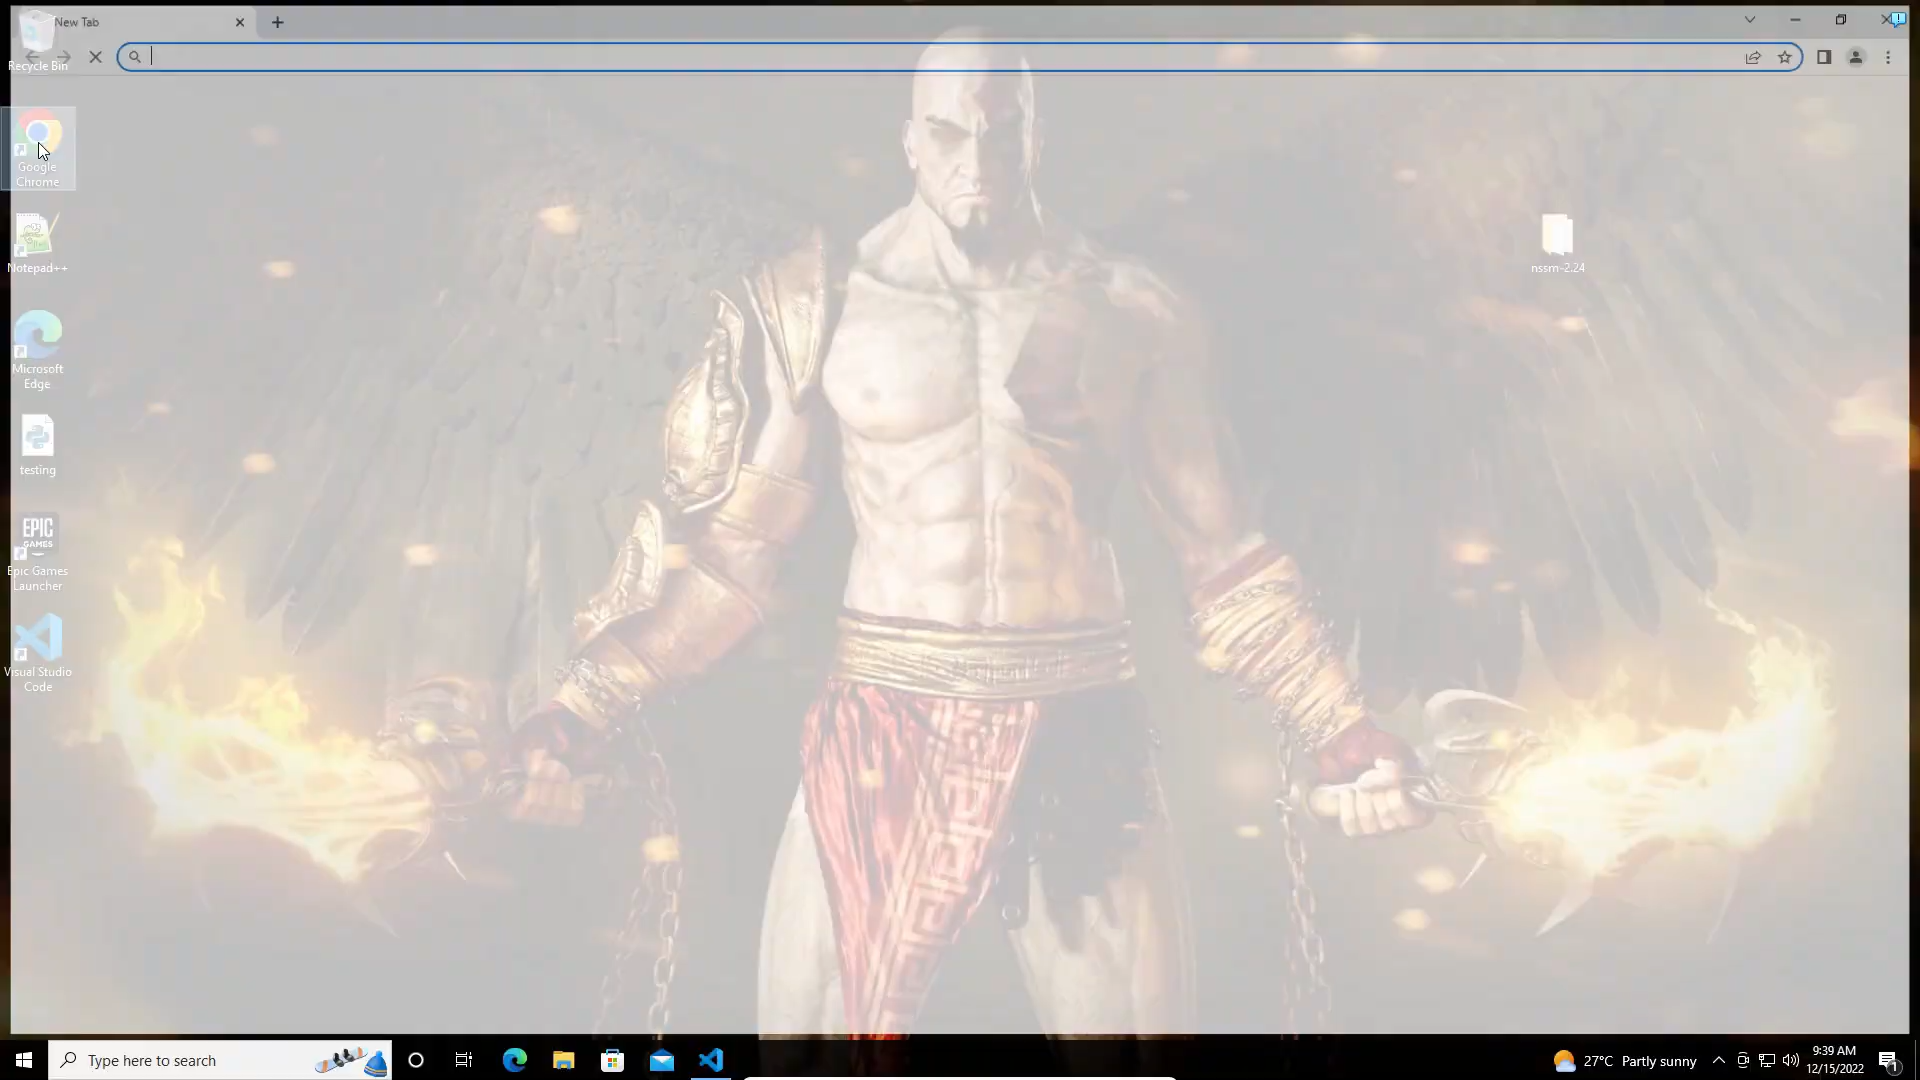 New Tab
Recycle Bin
Google
Chrome
Notepad++
Microsoft
Edge
testing
EPIC
GAMES
Epic Games
Launcher
Visual Studio
Code
nssm-2.24
Type here to search
27°C Partly sunny
9:39 AM
12/15/2022
1